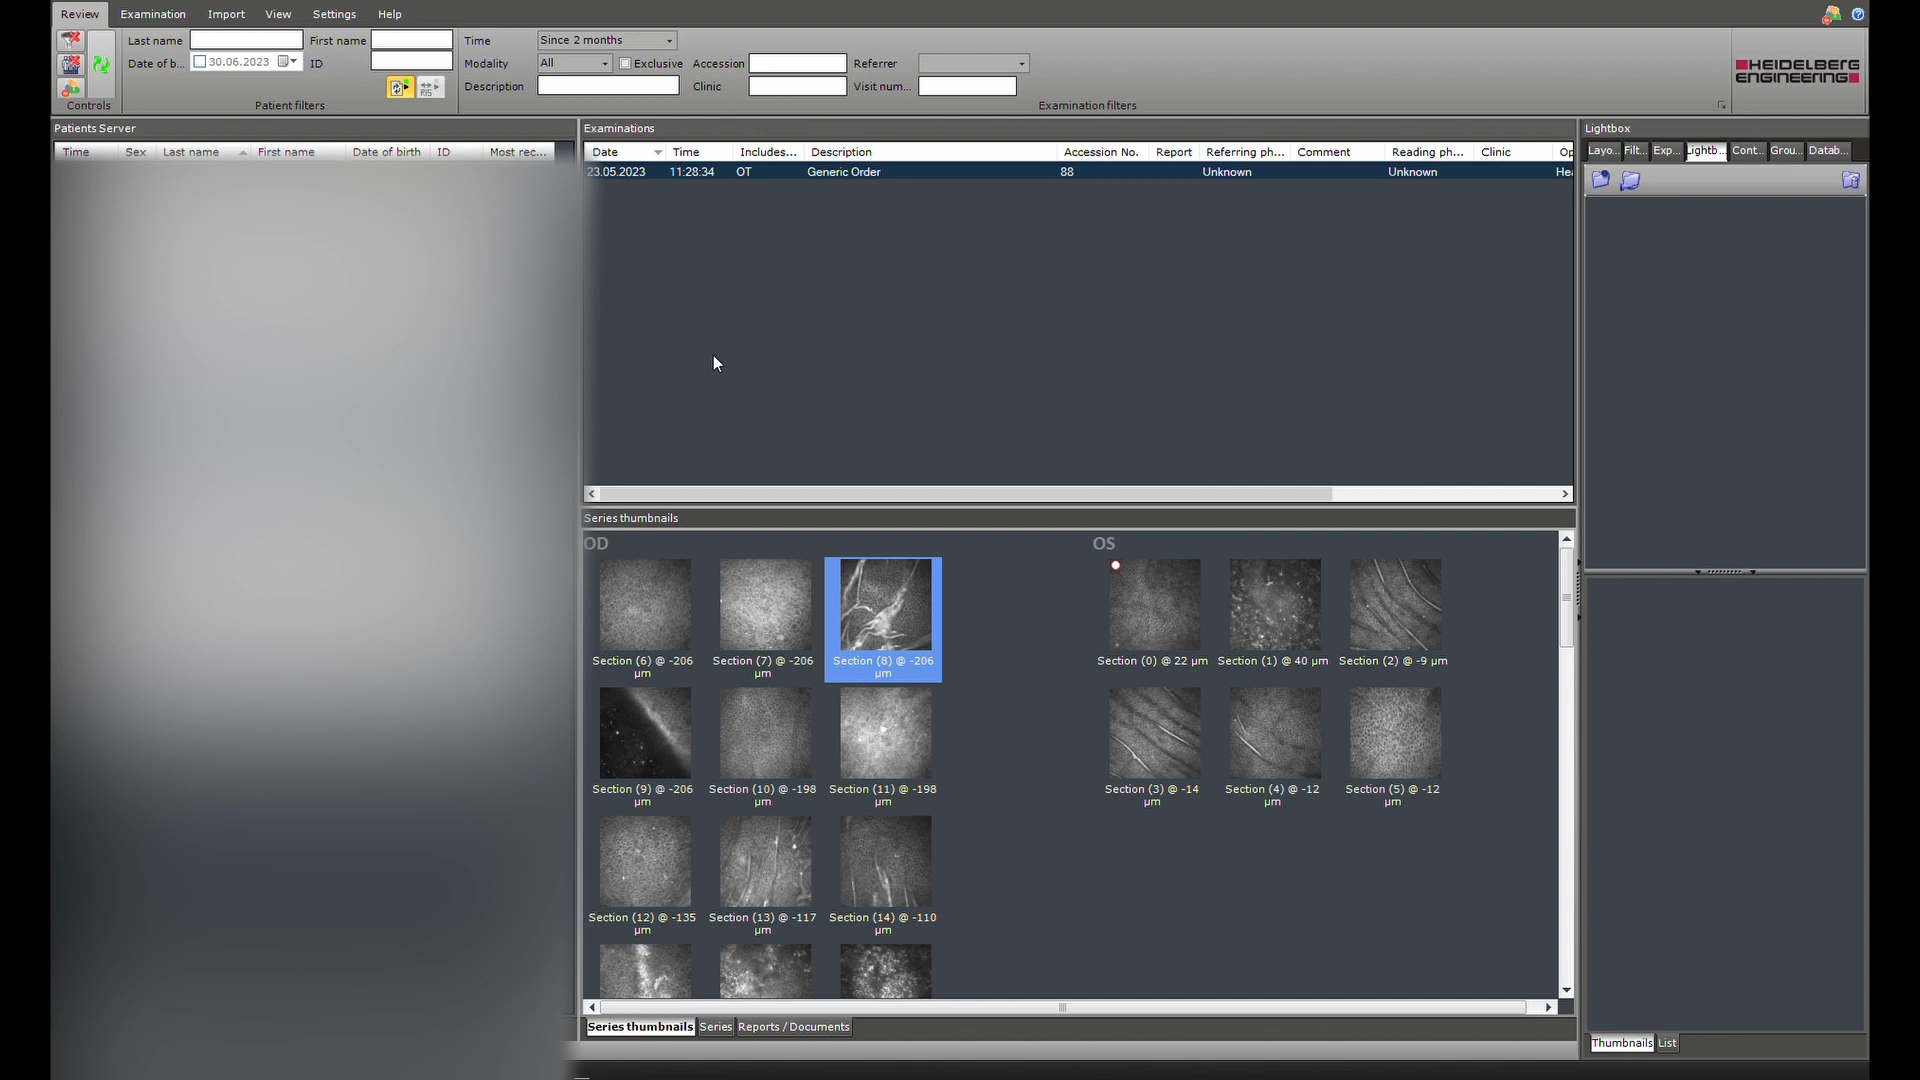 Review Examination Import View Settings Help
Last name First name Time Since 2 months
Date of b... 30.06.2023 ID Modality All Exclusive Accession Referrer
RIS Description Clinic Visit num...
Controls Patient filters Examination filters
HEIDELBERG
ENGINEERING
Patients Server
Time Sex Last name First name Date of birth ID Most rec...
Examinations
Date Time Includes... Description Accession No. Report Referring ph... Comment Reading ph... Clinic Op
23.05.2023 11:28:34 OT Generic Order 88 Unknown Unknown Hea
Lightbox
Layo... Filt... Exp... Lightb... Cont... Grou... Datab...
Series thumbnails
OD OS
Section (6) @ -206 µm
Section (7) @ -206 µm
Section (8) @ -206 µm
Section (0) @ 22 µm
Section (1) @ 40 µm
Section (2) @ -9 µm
Section (9) @ -206 µm
Section (10) @ -198 µm
Section (11) @ -198 µm
Section (3) @ -14 µm
Section (4) @ -12 µm
Section (5) @ -12 µm
Section (12) @ -135 µm
Section (13) @ -117 µm
Section (14) @ -110 µm
Series thumbnails Series Reports / Documents
Thumbnails List